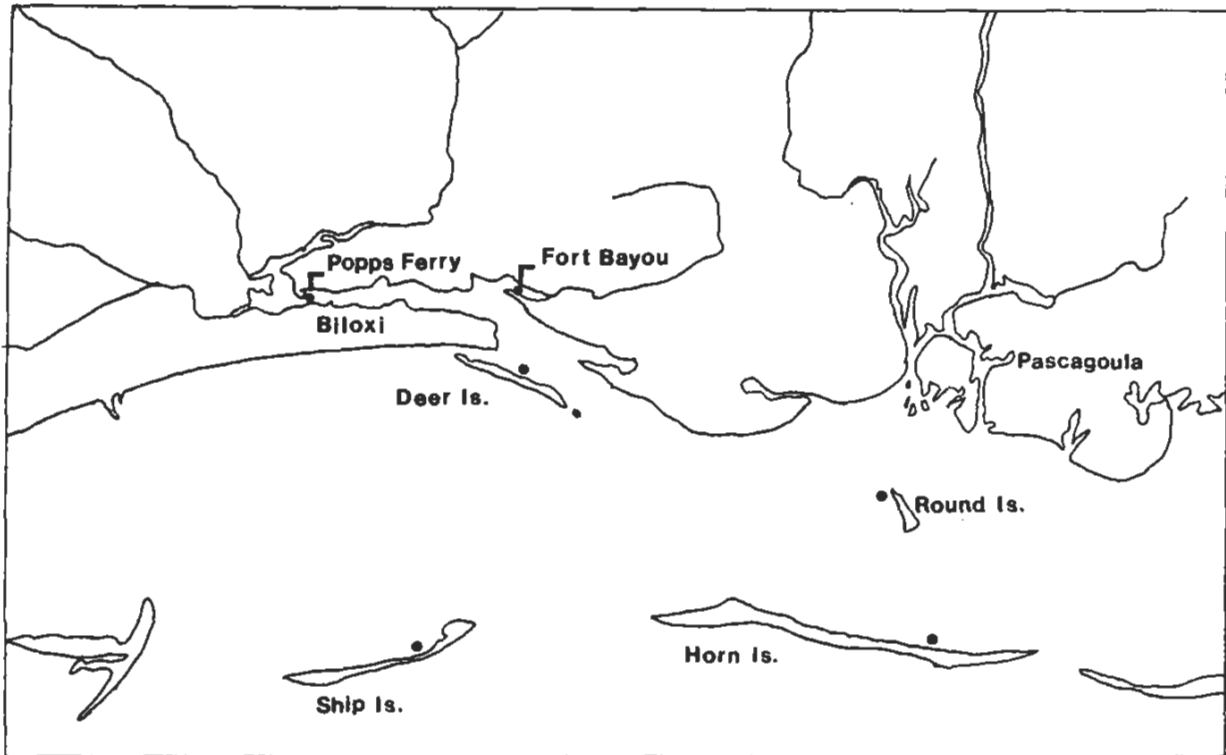 Popps Ferry
Fort Bayou
Biloxi
Pascagoula
Deer Is.
Round Is.
Horn Is.
Ship Is.